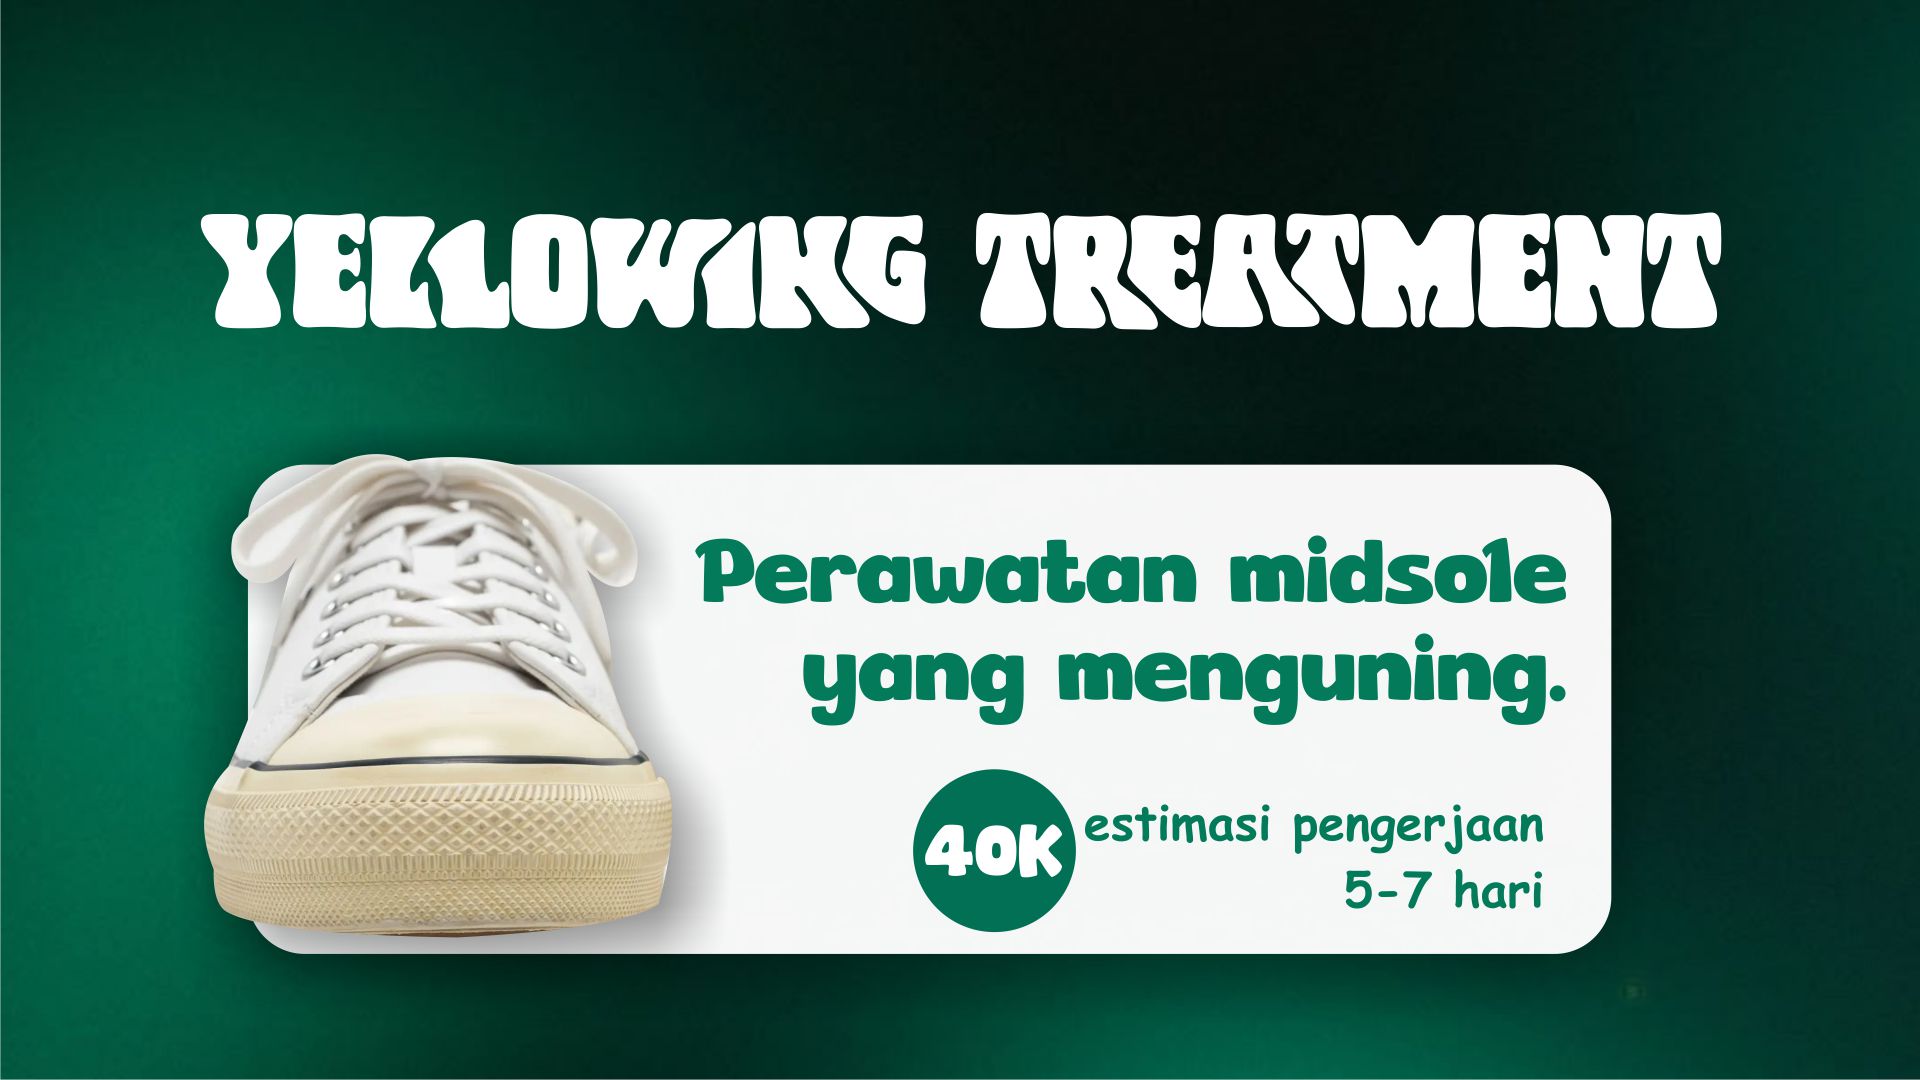 YELLOWING TREATMENT
Perawatan midsole
yang menguning.
40K
estimasi pengerjaan
5-7 hari